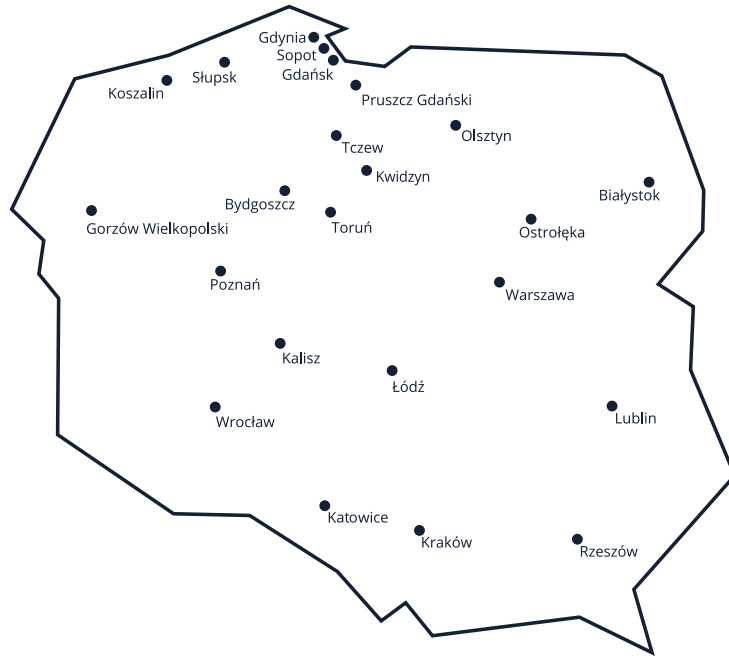 Gdynia
Sopot
Gdańsk
Słupsk
Koszalin
Pruszcz Gdański
Olsztyn
Tczew
Kwidzyn
Białystok
Bydgoszcz
Toruń
Gorzów Wielkopolski
Ostrołęka
Poznań
Warszawa
Kalisz
Łódź
Wrocław
Lublin
Katowice
Kraków
Rzeszów